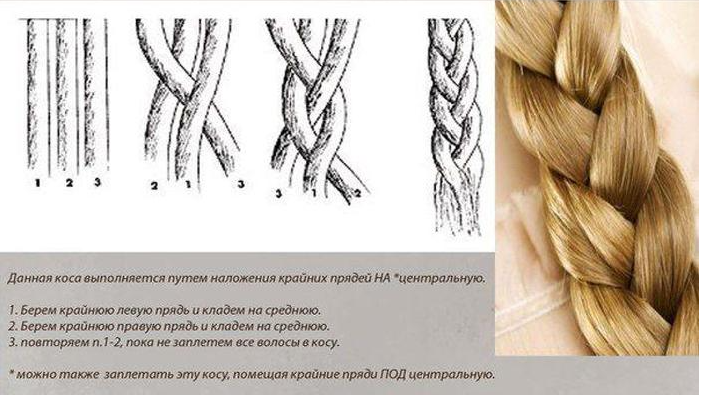 1 2 3
2 1 3
3 1 2
Данная коса выполняется путем наложения крайних прядей НА *центральную.
1. Берем крайнюю левую прядь и кладем на среднюю.
2. Берем крайнюю правую прядь и кладем на среднюю.
3. повторяем п.1-2, пока не заплетем все волосы в косу.
* можно также заплетать эту косу, помещая крайние пряди ПОД центральную.